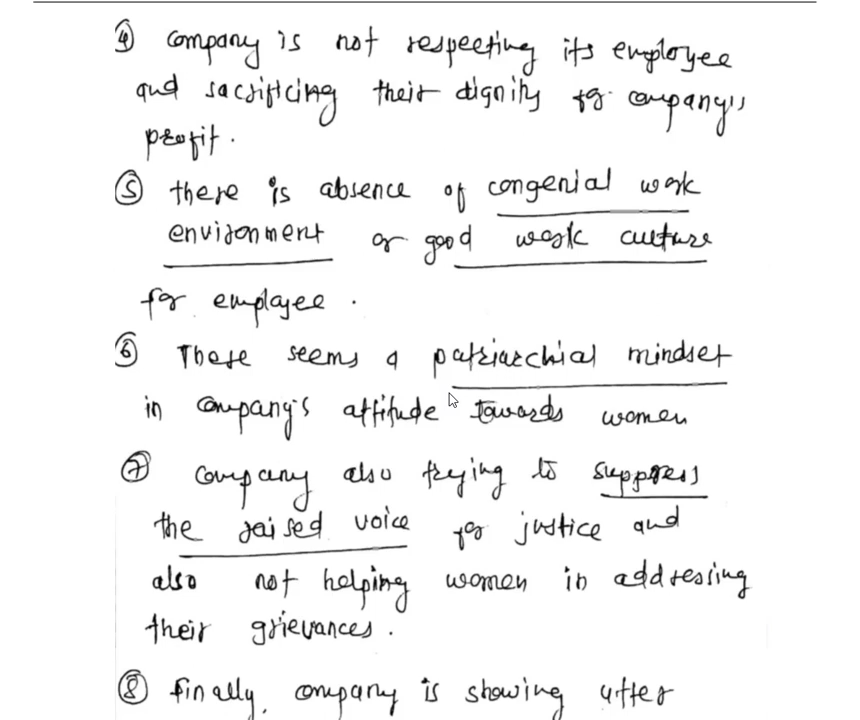 ④ Company is not respecting its employee
and sacrificing their dignity for company's
profit.
⑤ there is absence of congenial work
environment or good work culture
for employee.
⑥ There seems a patriarchial mindset
in company's attitude towards women
⑦ Company also trying to suppress
the raised voice for justice and
also not helping women in addressing
their grievances.
⑧ Finally, company is showing utter